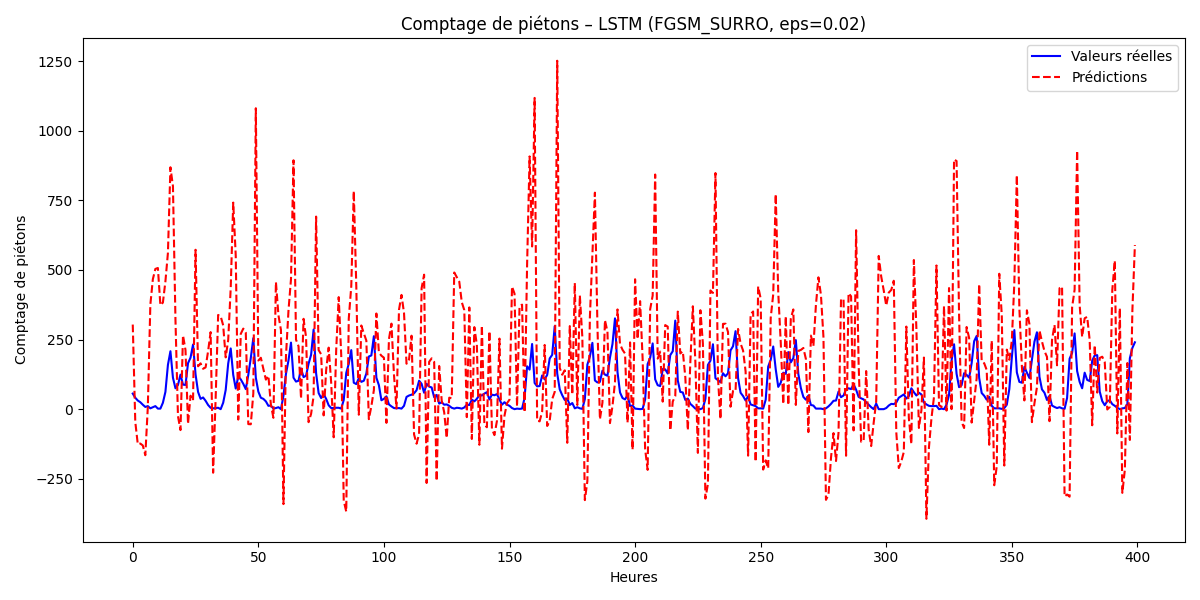 Comptage de piétons – LSTM (FGSM_SURRO, eps=0.02)
Valeurs réelles
Prédictions
1250
1000
750
500
250
0
−250
Comptage de piétons
0 50 100 150 200 250 300 350 400
Heures